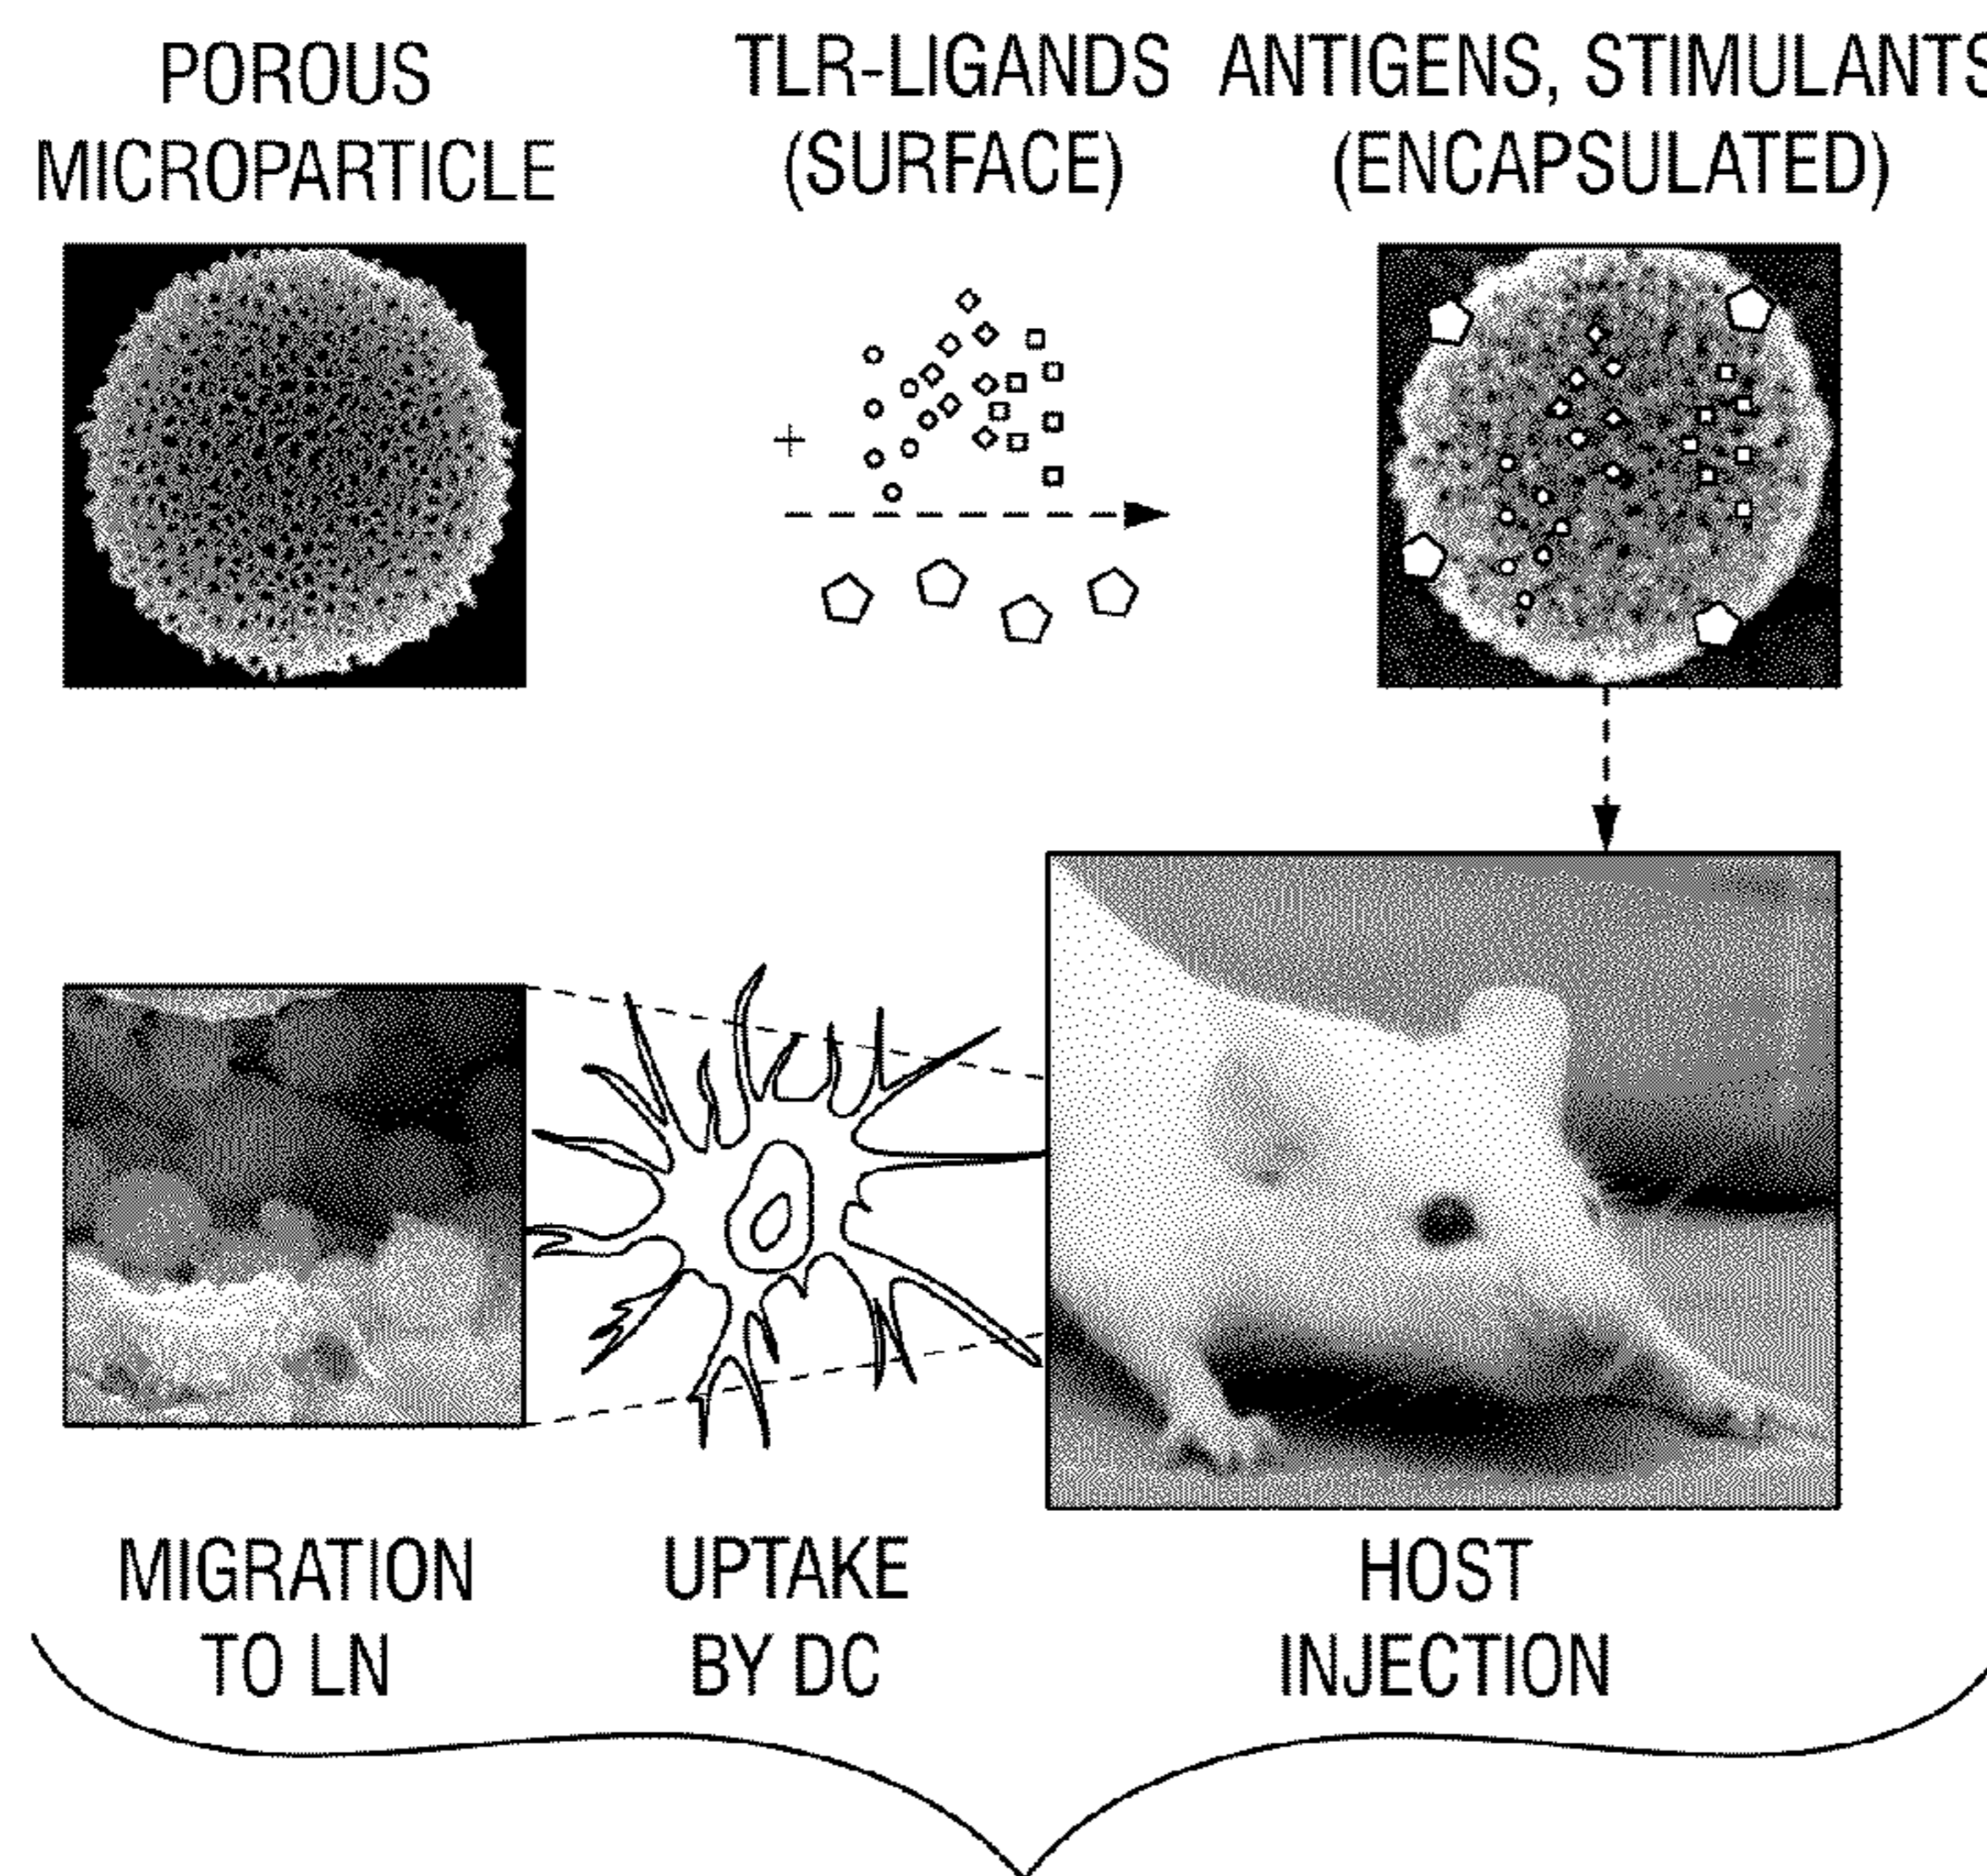 POROUS
MICROPARTICLE
TLR-LIGANDS
(SURFACE)
ANTIGENS, STIMULANTS
(ENCAPSULATED)
+
MIGRATION
TO LN
UPTAKE
BY DC
HOST
INJECTION